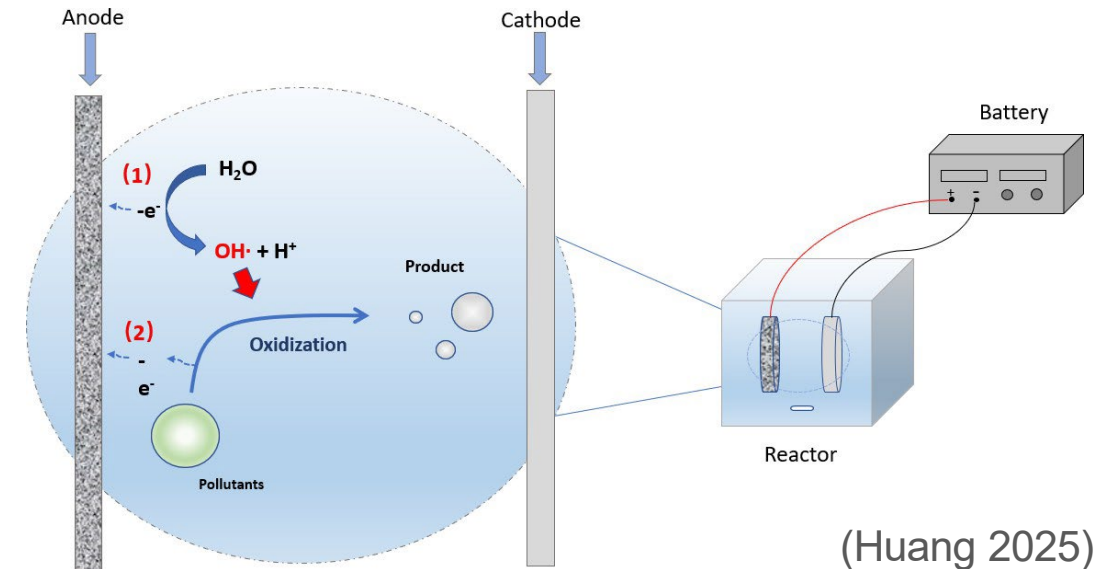 Anode
Cathode
Battery
+ −
(1)
H₂O
-e⁻
OH· + H⁺
Product
(2)
Oxidization
-
e⁻
Pollutants
Reactor
(Huang 2025)